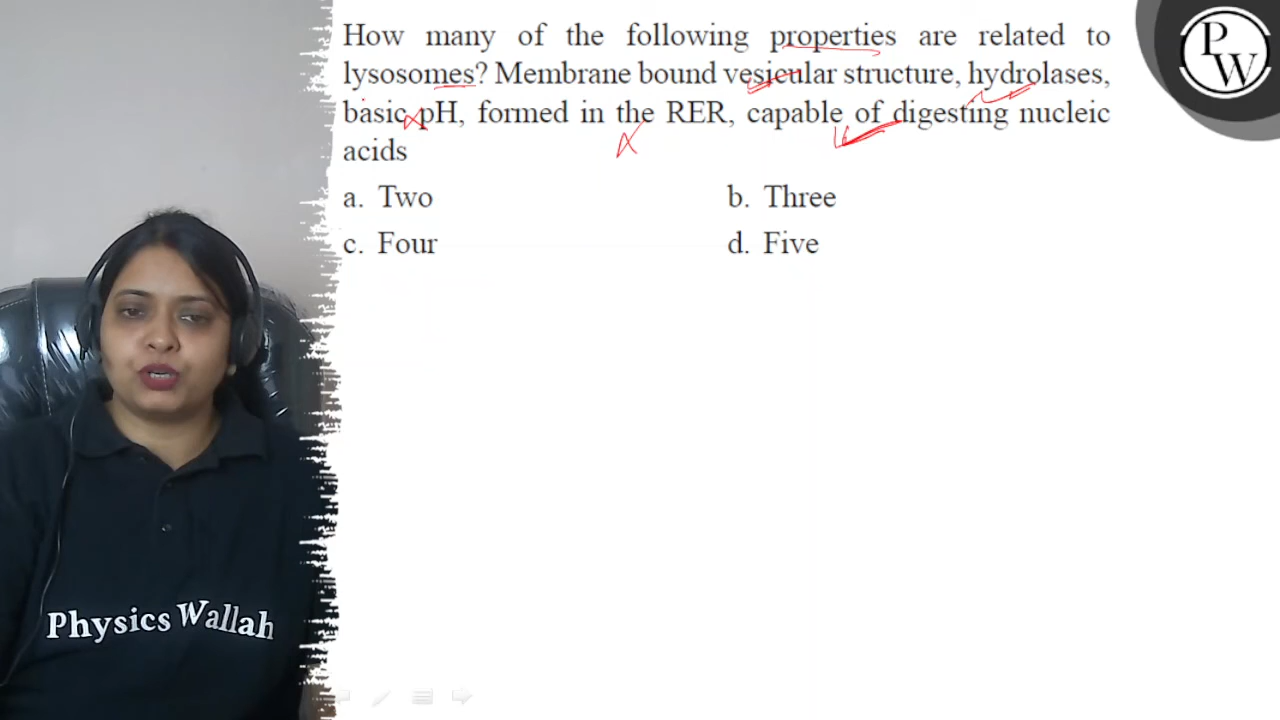 How many of the following properties are related to
lysosomes? Membrane bound vesicular structure, hydrolases,
basic pH, formed in the RER, capable of digesting nucleic
acids
a. Two
b. Three
c. Four
d. Five
PW
Physics Wallah